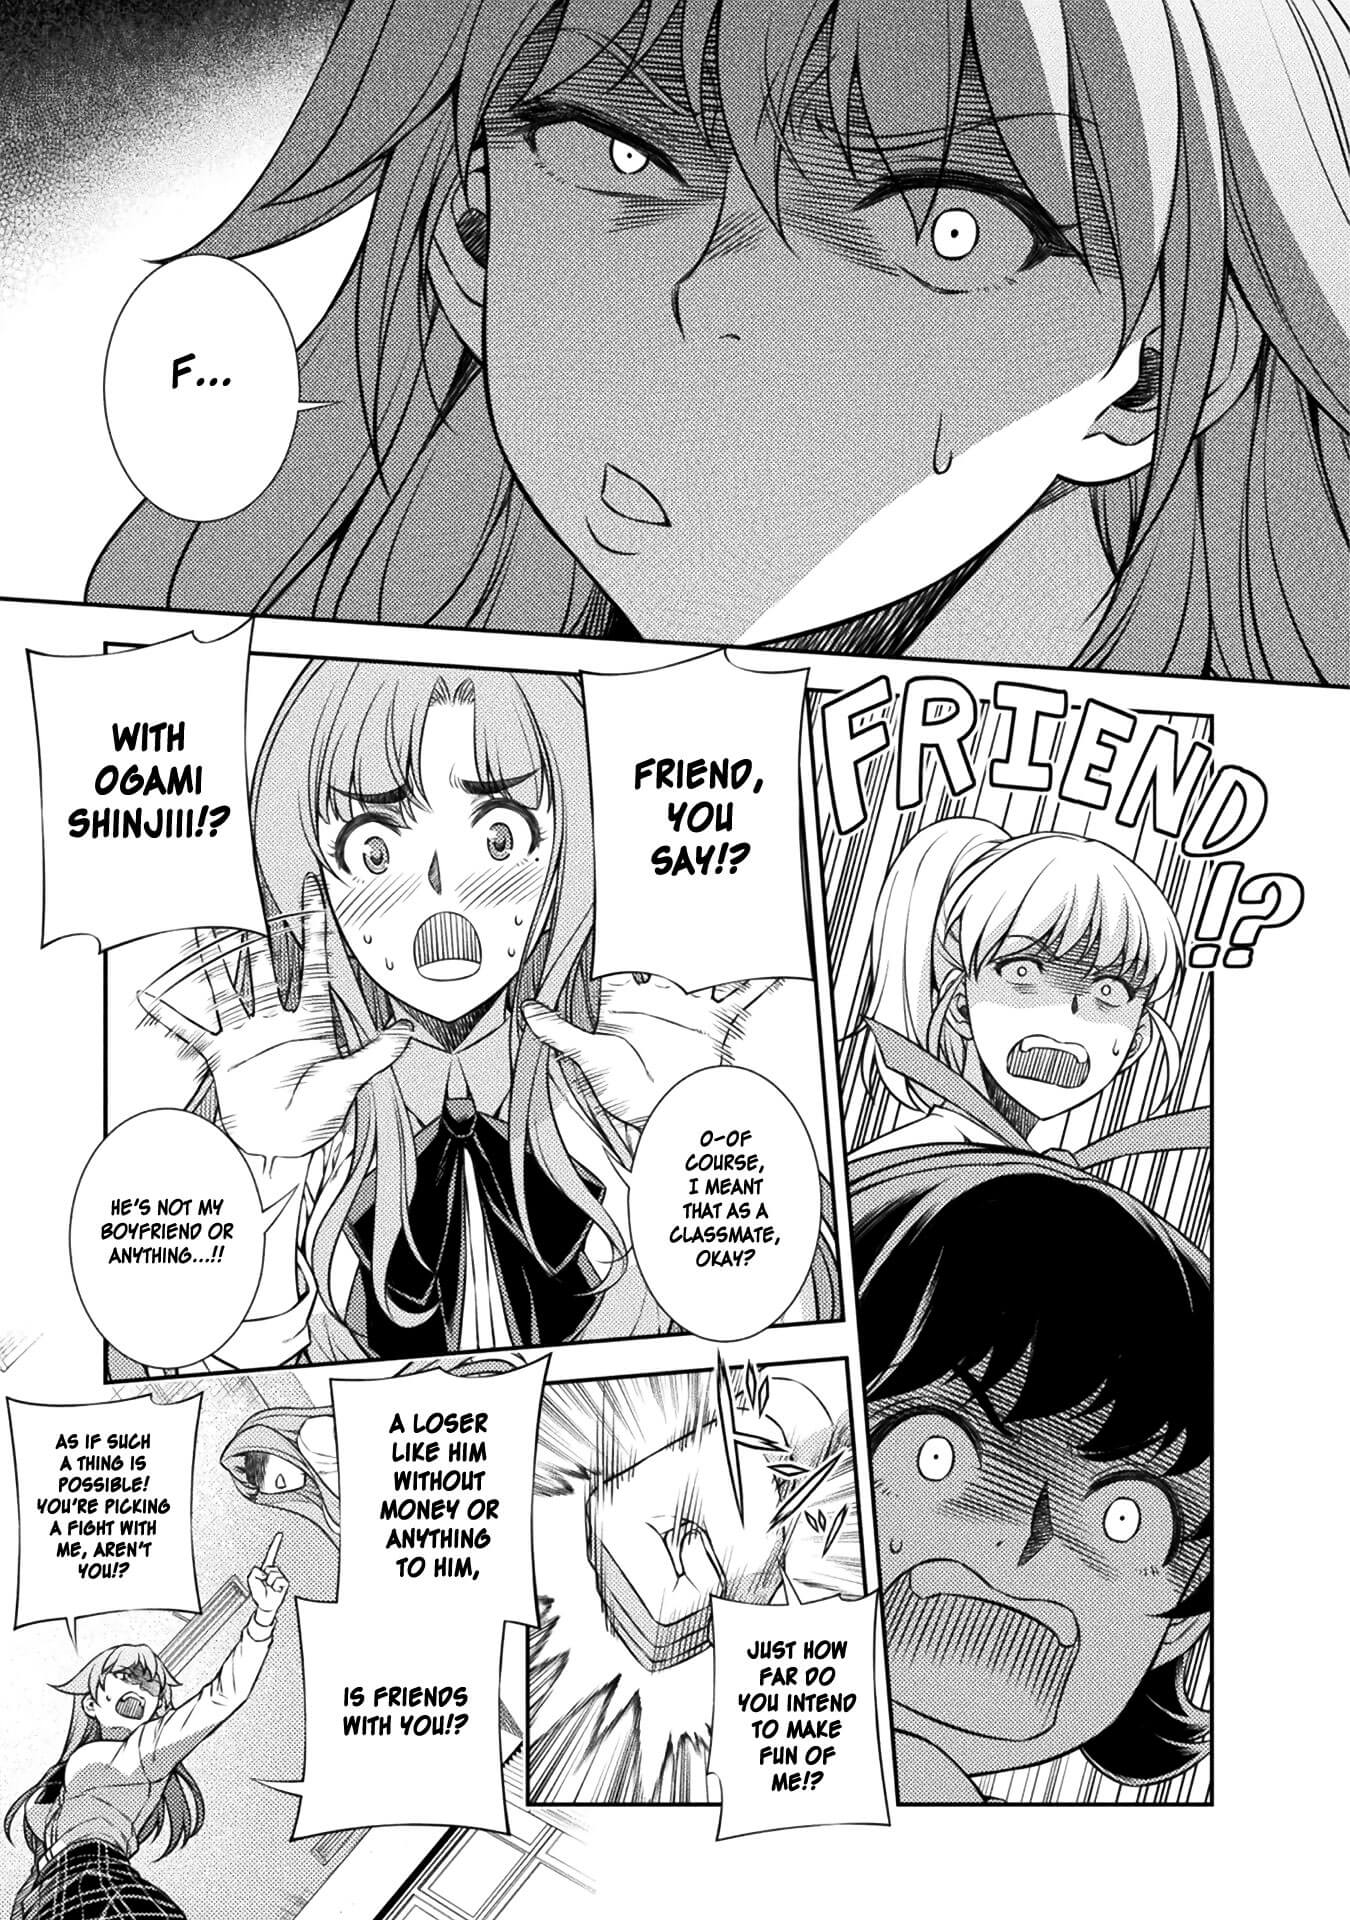 F...
FRIEND!?
FRIEND,
YOU
SAY!?
WITH
OGAMI
SHINJIII!?
O-OF
COURSE,
I MEANT
THAT AS A
CLASSMATE,
OKAY?
HE'S NOT MY
BOYFRIEND OR
ANYTHING...!!
JUST HOW
FAR DO
YOU INTEND
TO MAKE
FUN OF
ME!?
A LOSER
LIKE HIM
WITHOUT
MONEY OR
ANYTHING
TO HIM,
IS FRIENDS
WITH YOU!?
AS IF SUCH
A THING IS
POSSIBLE!
YOU'RE PICKING
A FIGHT WITH
ME, AREN'T
YOU!?